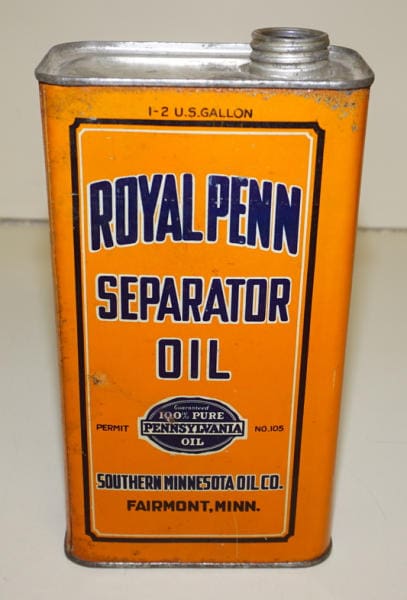 1-2 U.S. GALLON
ROYAL PENN
SEPARATOR
OIL
Guaranteed
100% PURE
PERMIT PENNSYLVANIA NO. 105
OIL
SOUTHERN MINNESOTA OIL CO.
FAIRMONT, MINN.